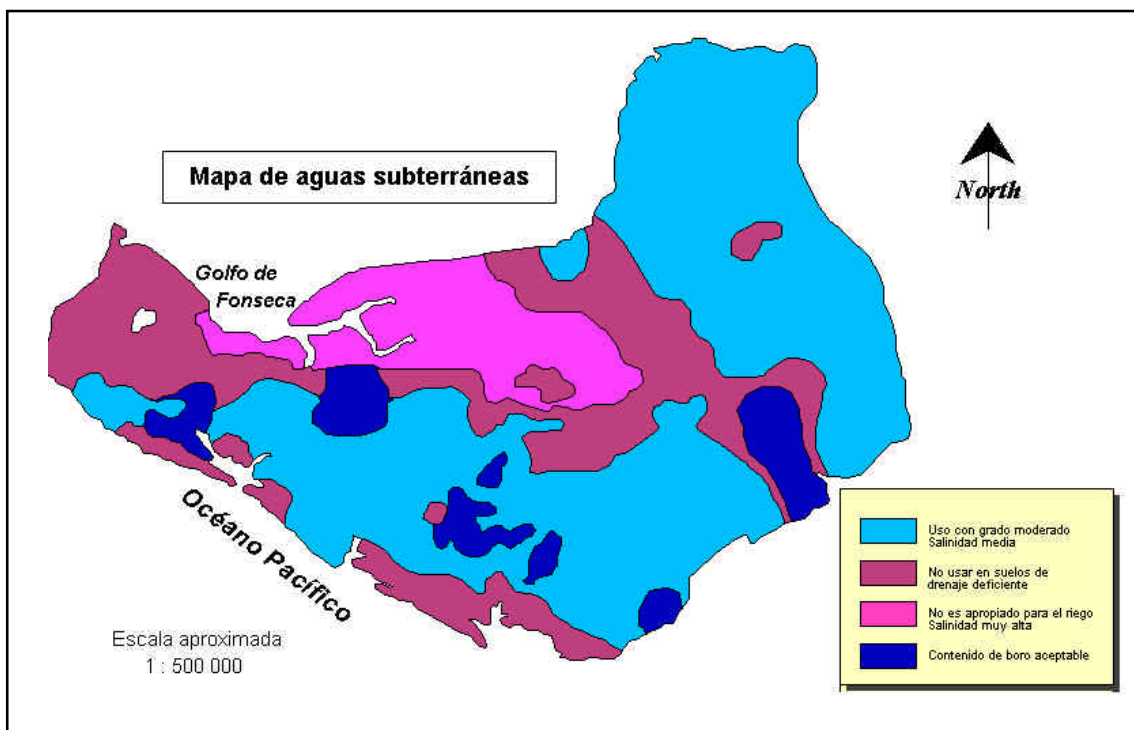 Mapa de aguas subterráneas
North
Golfo de
Fonseca
Océano Pacífico
Escala aproximada
1 : 500 000
Uso con grado moderado
Salinidad media
No usar en suelos de
drenaje deficiente
No es apropiado para el riego
Salinidad muy alta
Contenido de boro aceptable